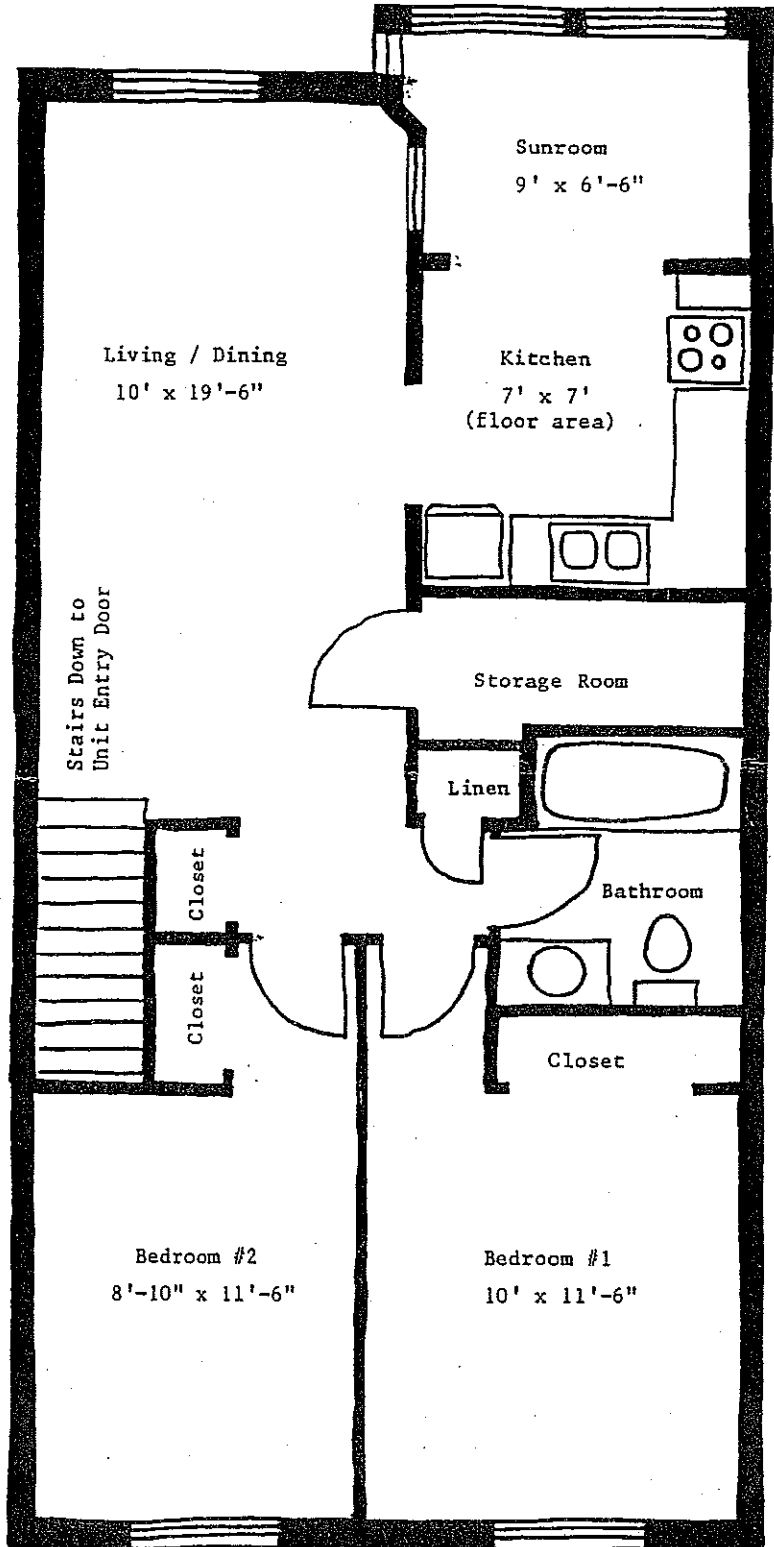 Sunroom
9' x 6'-6"
Living / Dining
10' x 19'-6"
Kitchen
7' x 7'
(floor area)
Stairs Down to
Unit Entry Door
Storage Room
Linen
Closet
Bathroom
Closet
Closet
Bedroom #2
8'-10" x 11'-6"
Bedroom #1
10' x 11'-6"